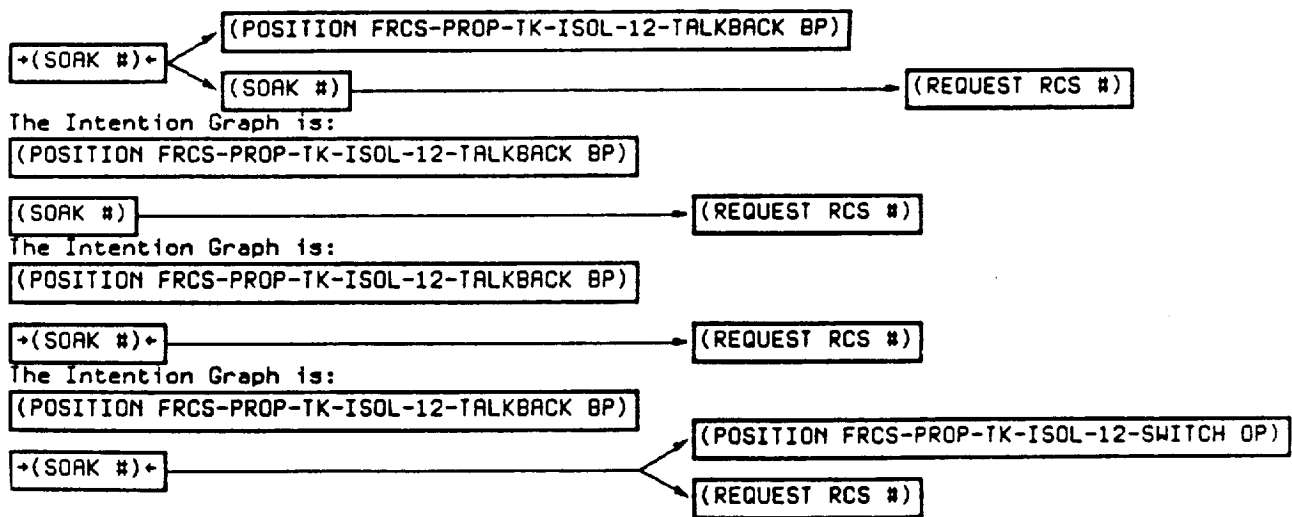 (POSITION FRCS-PROP-TK-ISOL-12-TALKBACK BP)
→(SOAK #)←
(SOAK #) (REQUEST RCS #)
The Intention Graph is:
(POSITION FRCS-PROP-TK-ISOL-12-TALKBACK BP)
(SOAK #) (REQUEST RCS #)
The Intention Graph is:
(POSITION FRCS-PROP-TK-ISOL-12-TALKBACK BP)
→(SOAK #)← (REQUEST RCS #)
The Intention Graph is:
(POSITION FRCS-PROP-TK-ISOL-12-TALKBACK BP)
(POSITION FRCS-PROP-TK-ISOL-12-SWITCH OP)
→(SOAK #)←
(REQUEST RCS #)